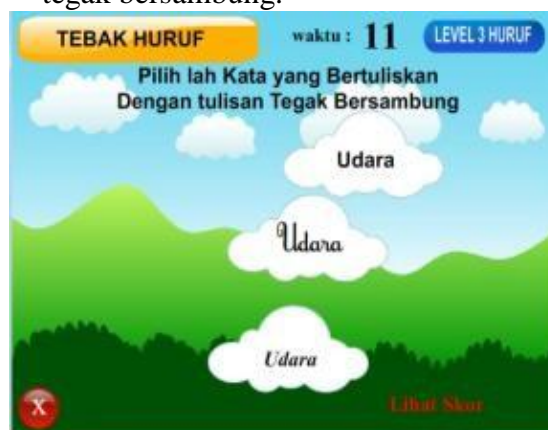 tegak bersambung.
TEBAK HURUF
waktu : 11
LEVEL 3 HURUF
Pilih lah Kata yang Bertuliskan
Dengan tulisan Tegak Bersambung
Udara
Udara
Udara
X
Lihat Skor